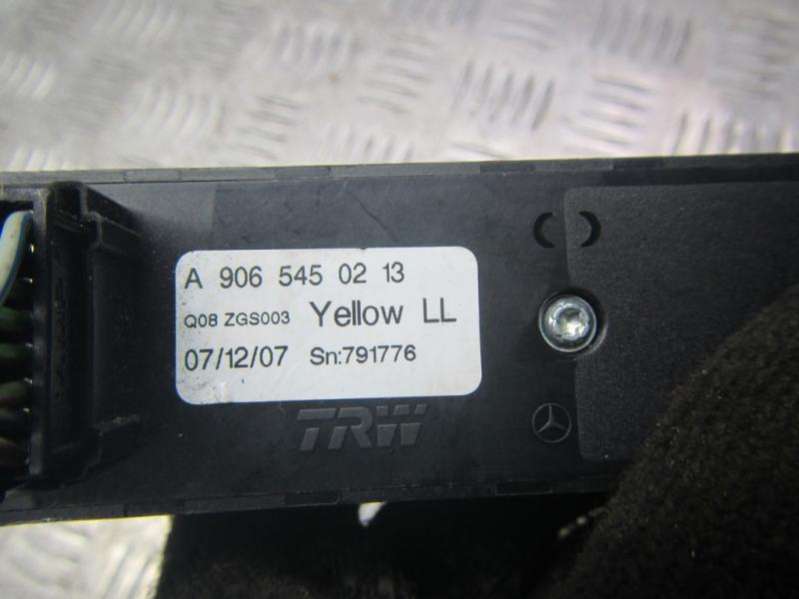 A 906 545 02 13
Q08 ZGS003 Yellow LL
07/12/07 Sn:791776
TRW